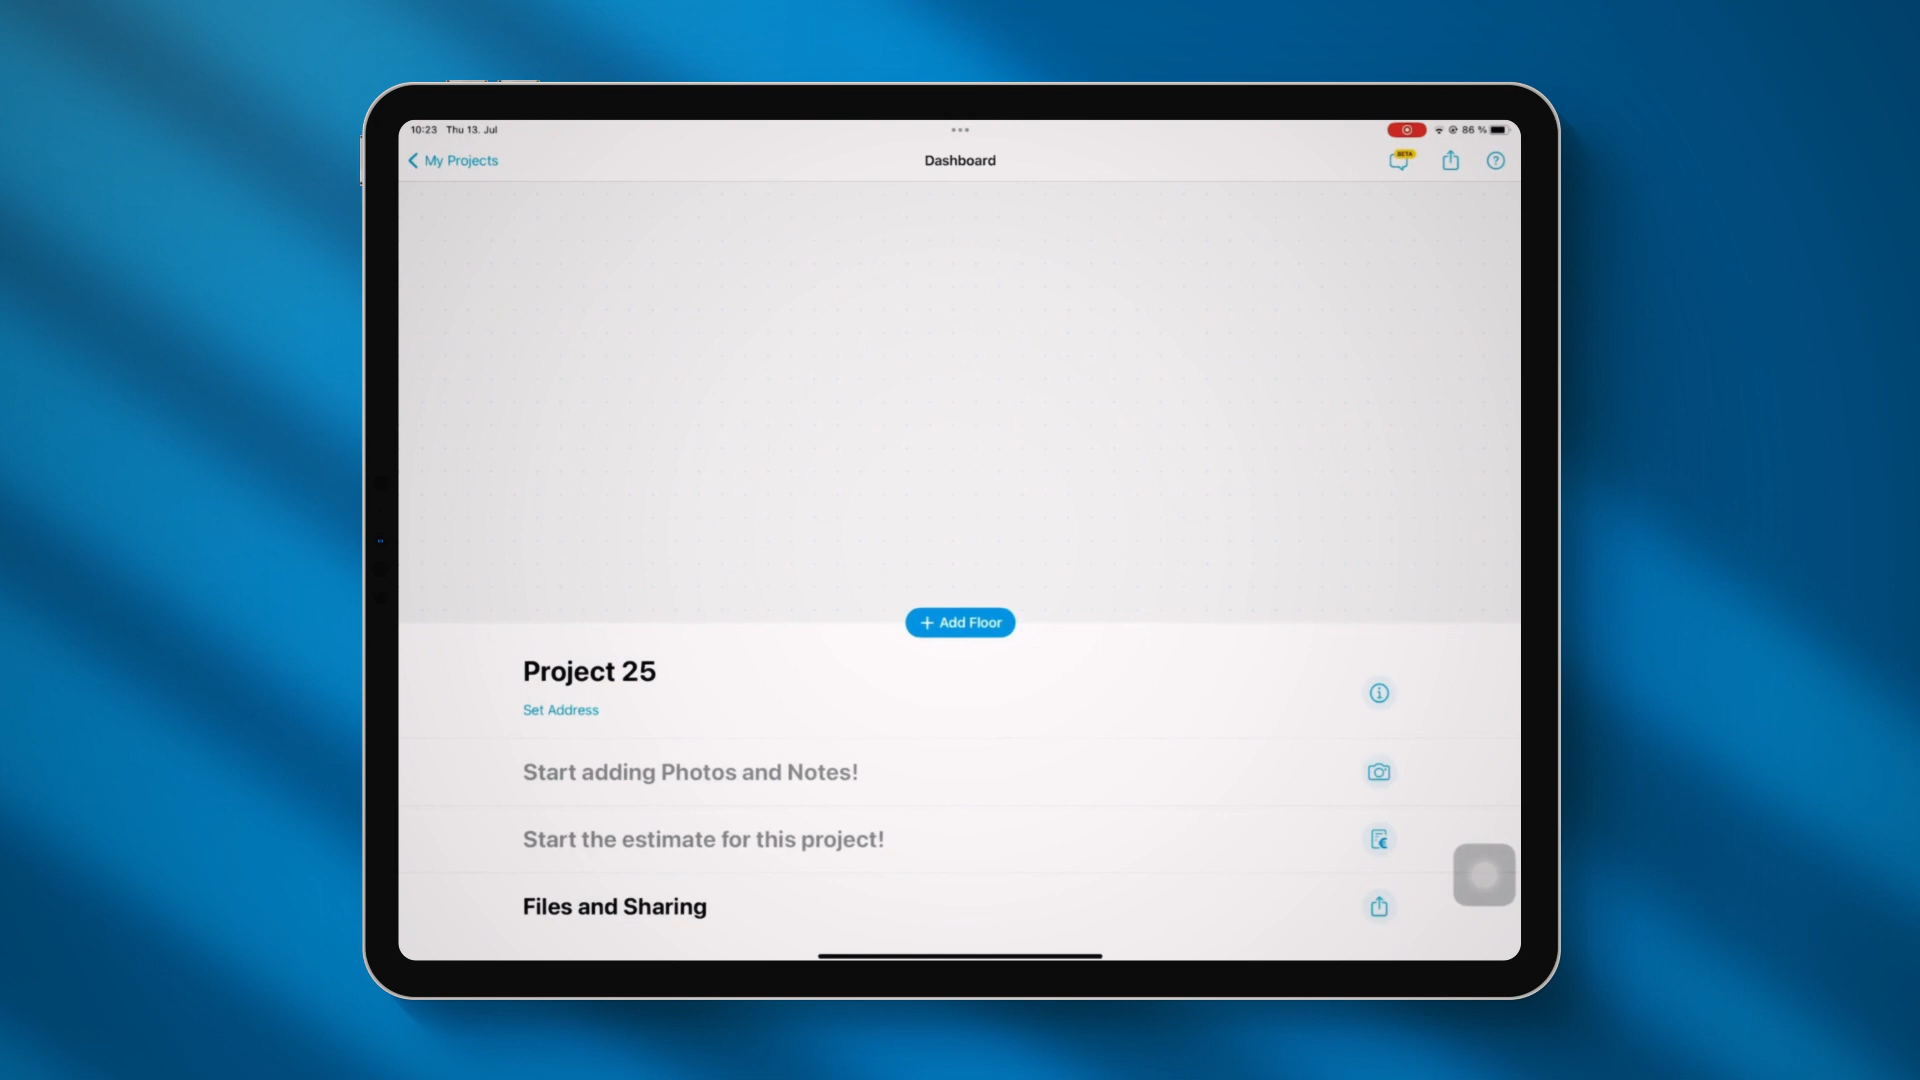 10:23 Thu 13. Jul
86 %
My Projects
Dashboard
BETA
+ Add Floor
Project 25
Set Address
Start adding Photos and Notes!
Start the estimate for this project!
Files and Sharing